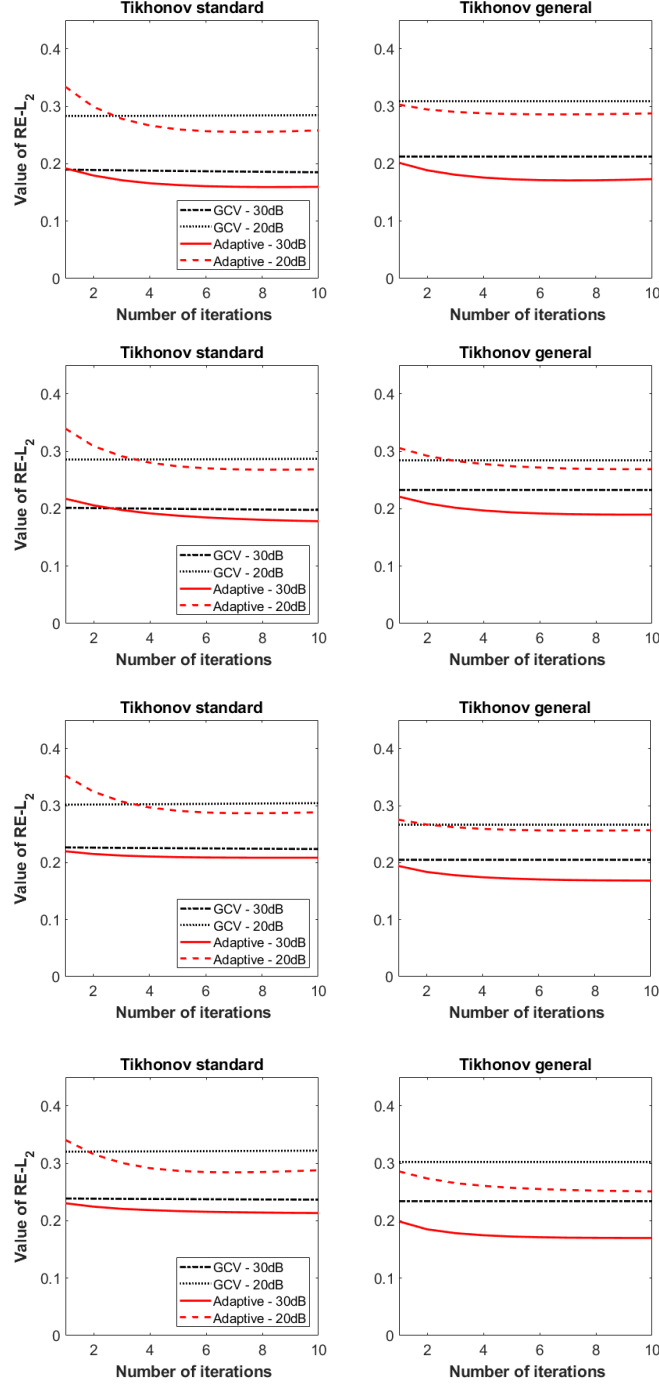 Tikhonov standard
Value of RE-L2
0.4
0.3
0.2
0.1
0
2 4 6 8 10
Number of iterations
GCV - 30dB
GCV - 20dB
Adaptive - 30dB
Adaptive - 20dB
Tikhonov general
0.4
0.3
0.2
0.1
0
2 4 6 8 10
Number of iterations
Tikhonov standard
Value of RE-L2
0.4
0.3
0.2
0.1
0
2 4 6 8 10
Number of iterations
GCV - 30dB
GCV - 20dB
Adaptive - 30dB
Adaptive - 20dB
Tikhonov general
0.4
0.3
0.2
0.1
0
2 4 6 8 10
Number of iterations
Tikhonov standard
Value of RE-L2
0.4
0.3
0.2
0.1
0
2 4 6 8 10
Number of iterations
GCV - 30dB
GCV - 20dB
Adaptive - 30dB
Adaptive - 20dB
Tikhonov general
0.4
0.3
0.2
0.1
0
2 4 6 8 10
Number of iterations
Tikhonov standard
Value of RE-L2
0.4
0.3
0.2
0.1
0
2 4 6 8 10
Number of iterations
GCV - 30dB
GCV - 20dB
Adaptive - 30dB
Adaptive - 20dB
Tikhonov general
0.4
0.3
0.2
0.1
0
2 4 6 8 10
Number of iterations